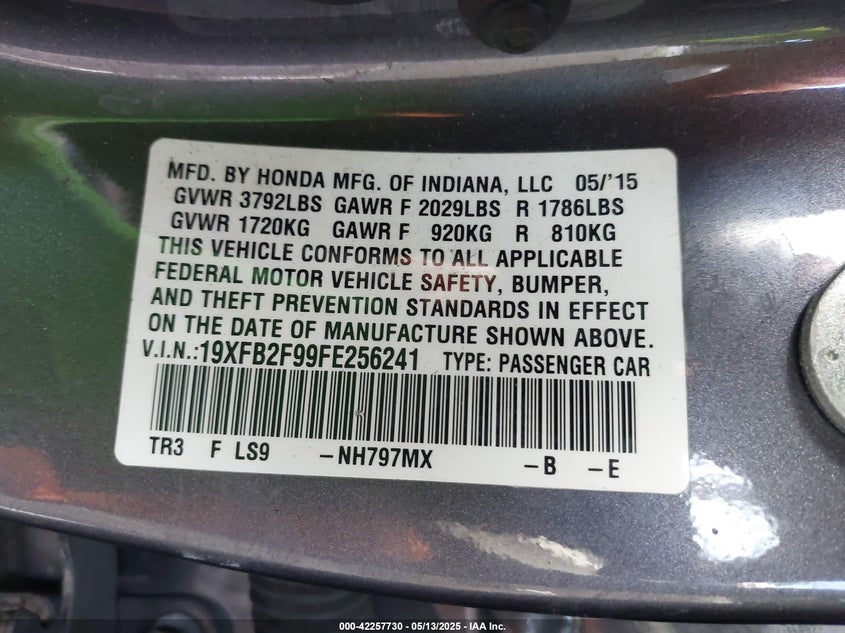 MFD. BY HONDA MFG. OF INDIANA, LLC 05/'15
GVWR 3792LBS GAWR F 2029LBS R 1786LBS
GVWR 1720KG GAWR F 920KG R 810KG
THIS VEHICLE CONFORMS TO ALL APPLICABLE
FEDERAL MOTOR VEHICLE SAFETY, BUMPER,
AND THEFT PREVENTION STANDARDS IN EFFECT
ON THE DATE OF MANUFACTURE SHOWN ABOVE.
V.I.N.:19XFB2F99FE256241 TYPE: PASSENGER CAR
TR3 F LS9 -NH797MX -B -E
000-42257730 - 05/13/2025 - IAA Inc.